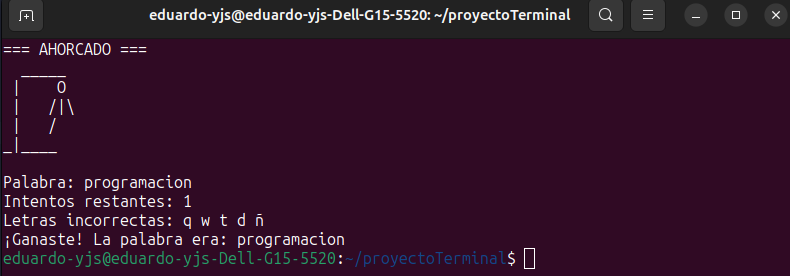 eduardo-yjs@eduardo-yjs-Dell-G15-5520: ~/proyectoTerminal
=== AHORCADO ===
  _____
 |    O
 |   /|\
 |   /
_|____
Palabra: programacion
Intentos restantes: 1
Letras incorrectas: q w t d ñ
¡Ganaste! La palabra era: programacion
eduardo-yjs@eduardo-yjs-Dell-G15-5520:~/proyectoTerminal$